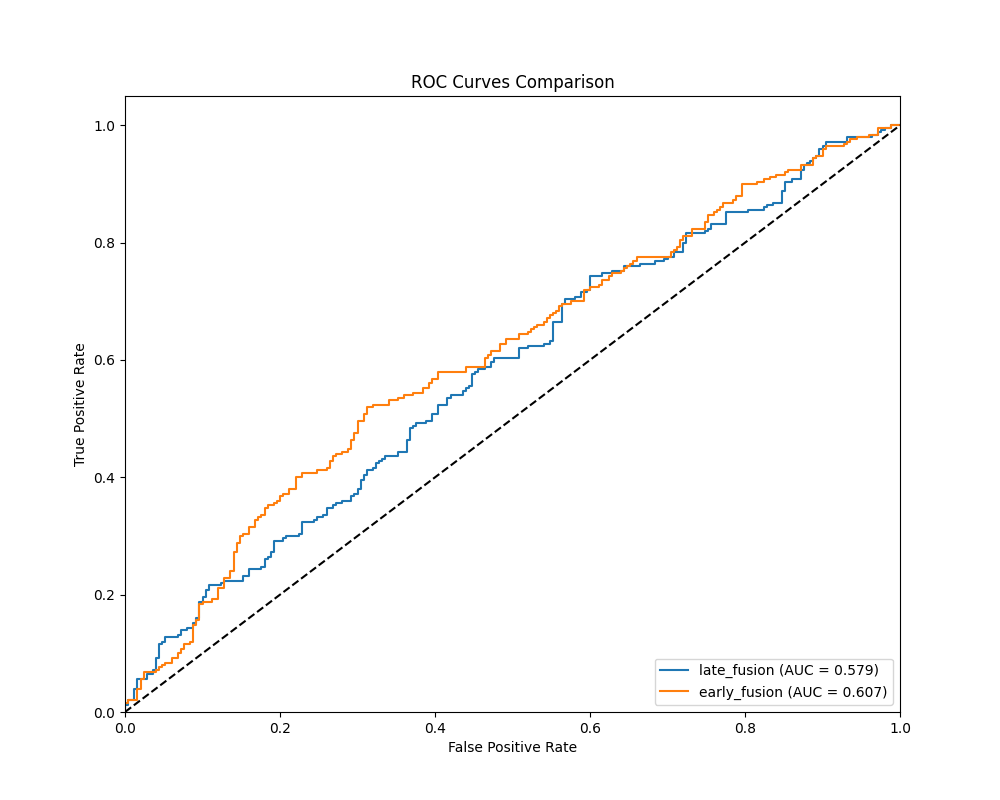 ROC Curves Comparison
True Positive Rate
1.0
0.8
0.6
0.4
0.2
0.0
0.0 0.2 0.4 0.6 0.8 1.0
False Positive Rate
late_fusion (AUC = 0.579)
early_fusion (AUC = 0.607)